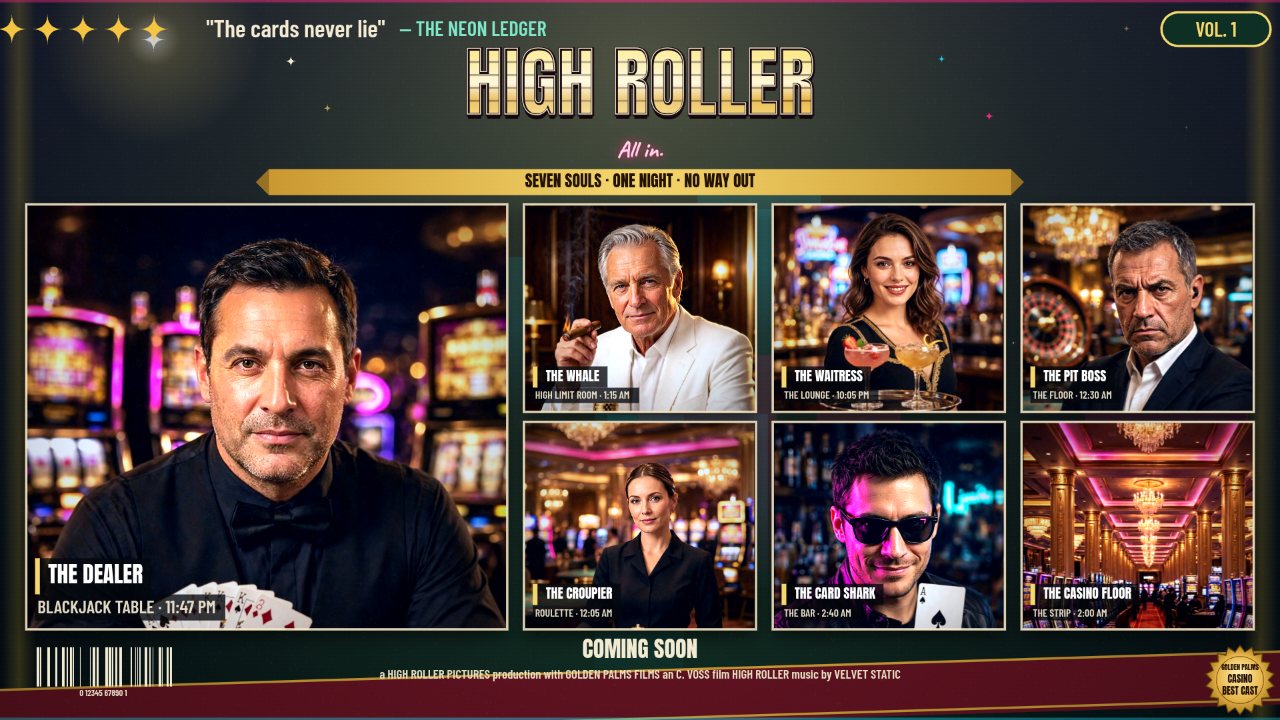 "The cards never lie" — THE NEON LEDGER
VOL. 1
HIGH ROLLER
All in.
SEVEN SOULS · ONE NIGHT · NO WAY OUT
THE DEALER
BLACKJACK TABLE · 11:47 PM
THE WHALE
HIGH LIMIT ROOM · 1:15 AM
THE WAITRESS
THE LOUNGE · 10:05 PM
THE PIT BOSS
THE FLOOR · 12:30 AM
THE CROUPIER
ROULETTE · 12:05 AM
THE CARD SHARK
THE BAR · 2:40 AM
A
THE CASINO FLOOR
THE STRIP · 2:00 AM
COMING SOON
a HIGH ROLLER PICTURES production with GOLDEN PALMS FILMS an C. VOSS film HIGH ROLLER music by VELVET STATIC
0 12345 67890 1
GOLDEN PALMS
CASINO
BEST CAST